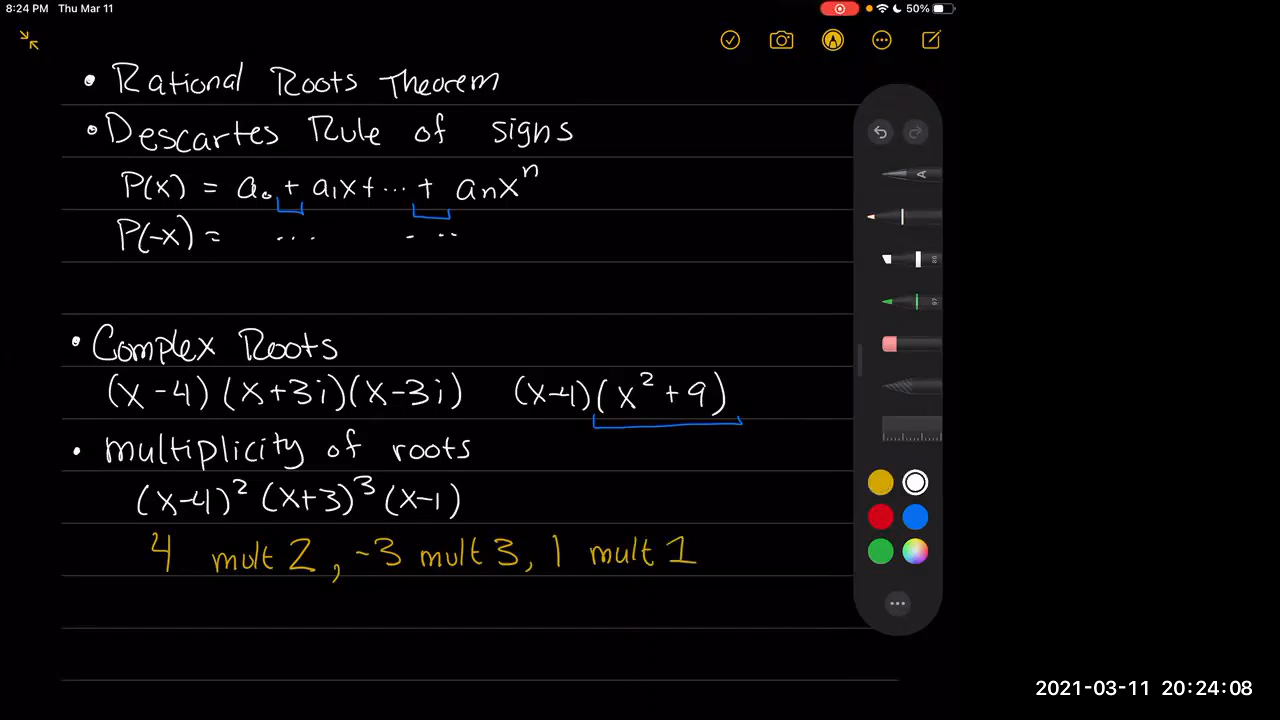 8:24 PM Thu Mar 11 50%
• Rational Roots Theorem
• Descartes Rule of signs
P(x) = a₀ + a₁x + ... + aₙxⁿ
P(-x) = ... ...
• Complex Roots
(x-4)(x+3i)(x-3i) (x-4)(x²+9)
• multiplicity of roots
(x-4)²(x+3)³(x-1)
4 mult 2, -3 mult 3, 1 mult 1
A
80
97
2021-03-11 20:24:08